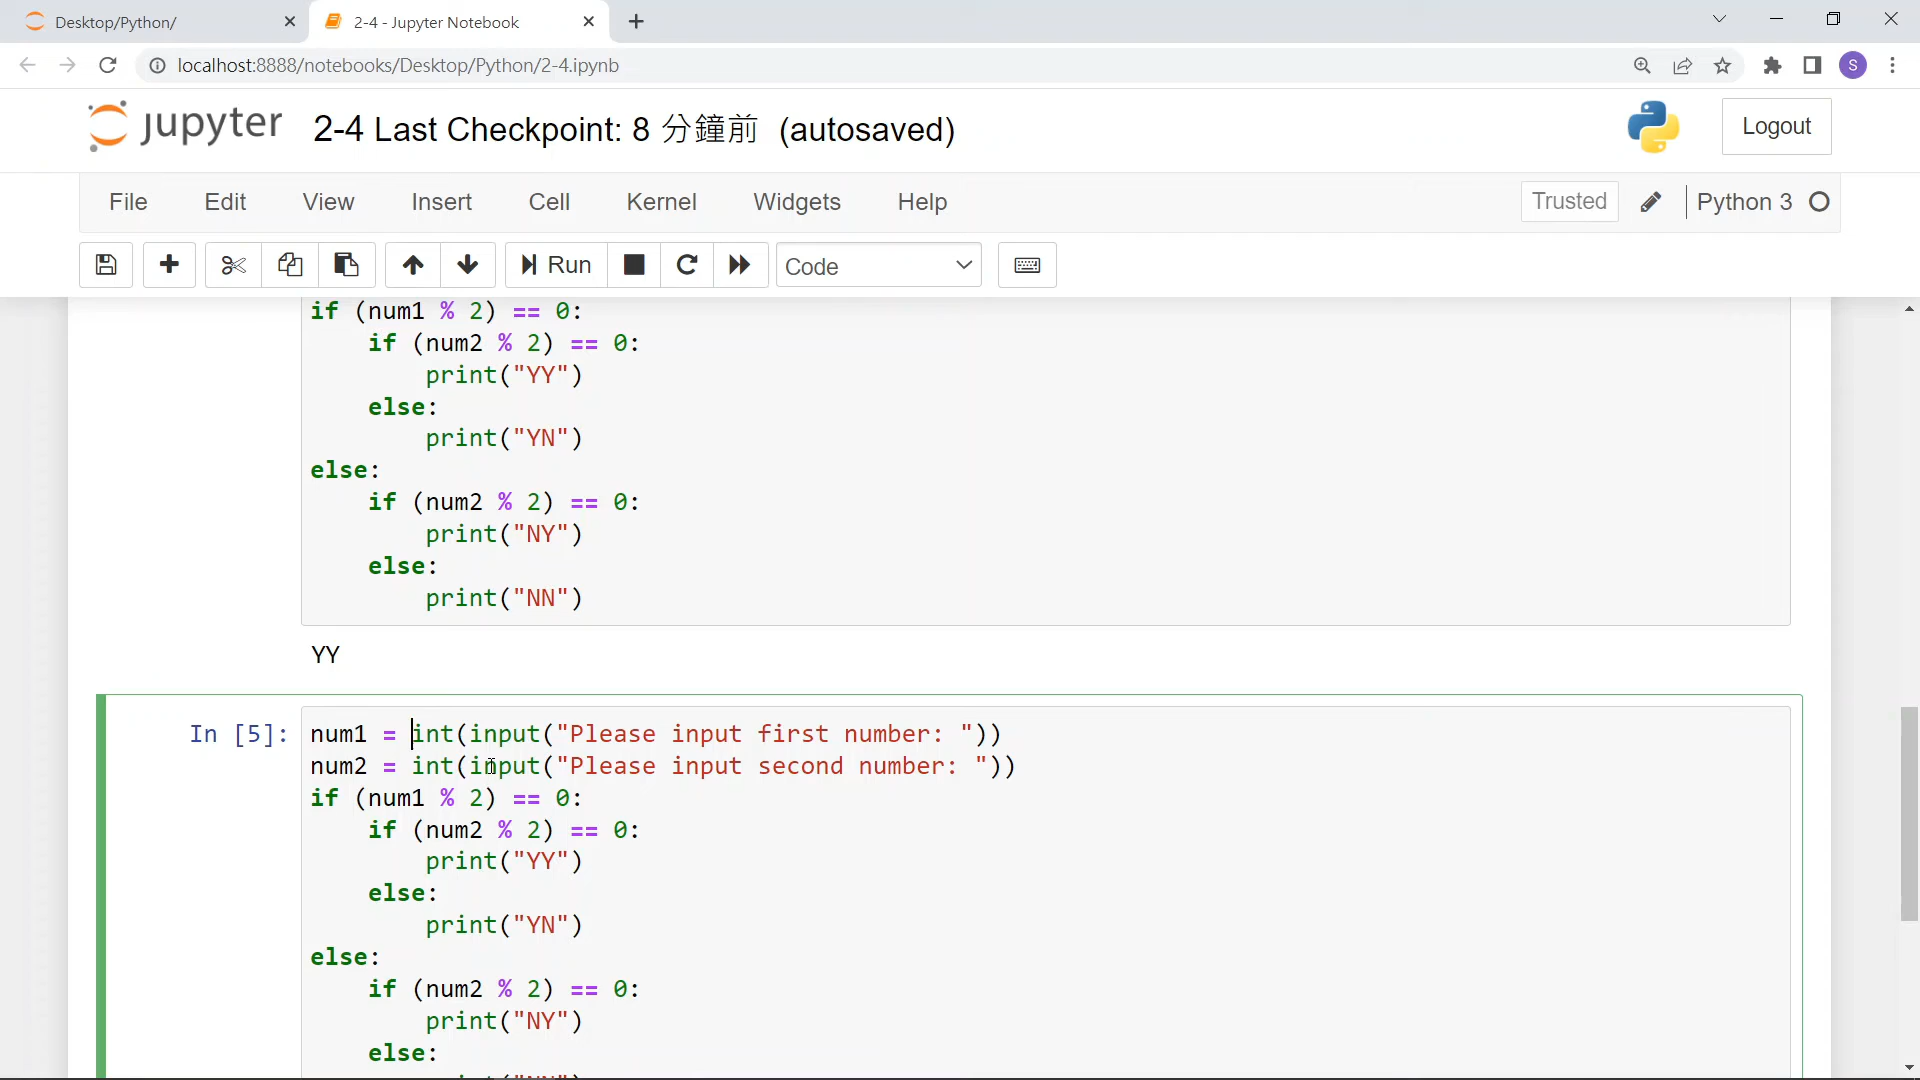 Desktop/Python/
2-4 - Jupyter Notebook
localhost:8888/notebooks/Desktop/Python/2-4.ipynb
S
jupyter
2-4 Last Checkpoint: 8 分鐘前 (autosaved)
Logout
File Edit View Insert Cell Kernel Widgets Help
Trusted
Python 3
Run
Code
if (num1 % 2) == 0:
    if (num2 % 2) == 0:
        print("YY")
    else:
        print("YN")
else:
    if (num2 % 2) == 0:
        print("NY")
    else:
        print("NN")
YY
In [5]:
num1 = int(input("Please input first number: "))
num2 = int(input("Please input second number: "))
if (num1 % 2) == 0:
    if (num2 % 2) == 0:
        print("YY")
    else:
        print("YN")
else:
    if (num2 % 2) == 0:
        print("NY")
    else: